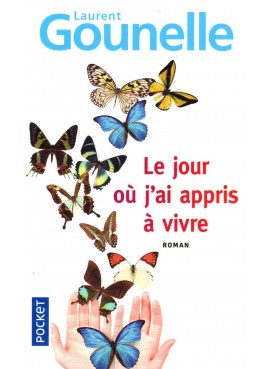 Laurent
Gounelle
Le jour
où j'ai appris
à vivre
ROMAN
POCKET